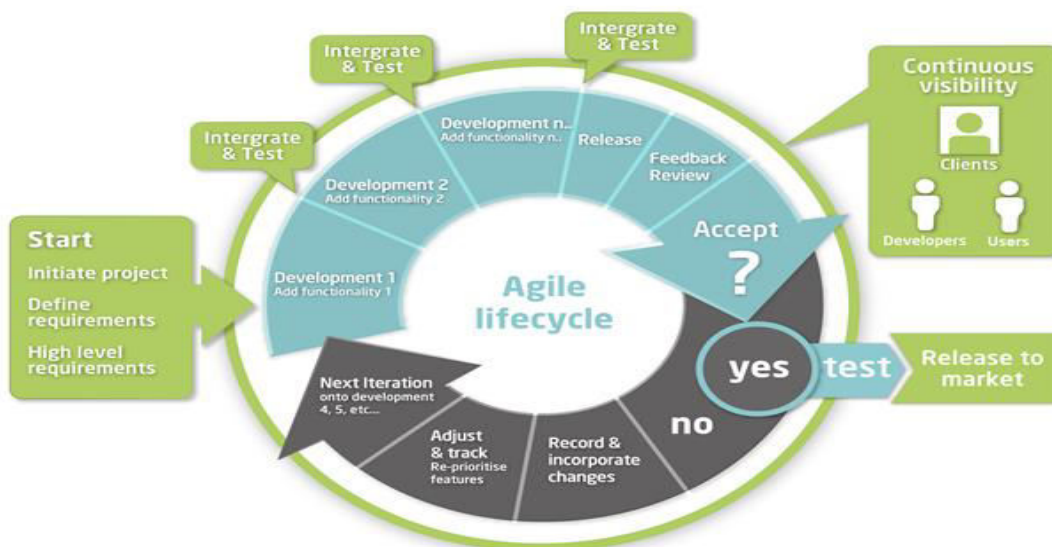 Intergrate
& Test
Intergrate
& Test
Intergrate
& Test
Continuous
visibility
Clients
Developers
Users
Start
Initiate project
Define
requirements
High level
requirements
Development 1
Add functionality 1
Development 2
Add functionality 2
Development n..
Add functionality n..
Release
Feedback
Review
Accept
?
Agile
lifecycle
yes
test
Release to
market
no
Record &
incorporate
changes
Adjust
& track
Re-prioritise
features
Next Iteration
onto development
4, 5, etc...